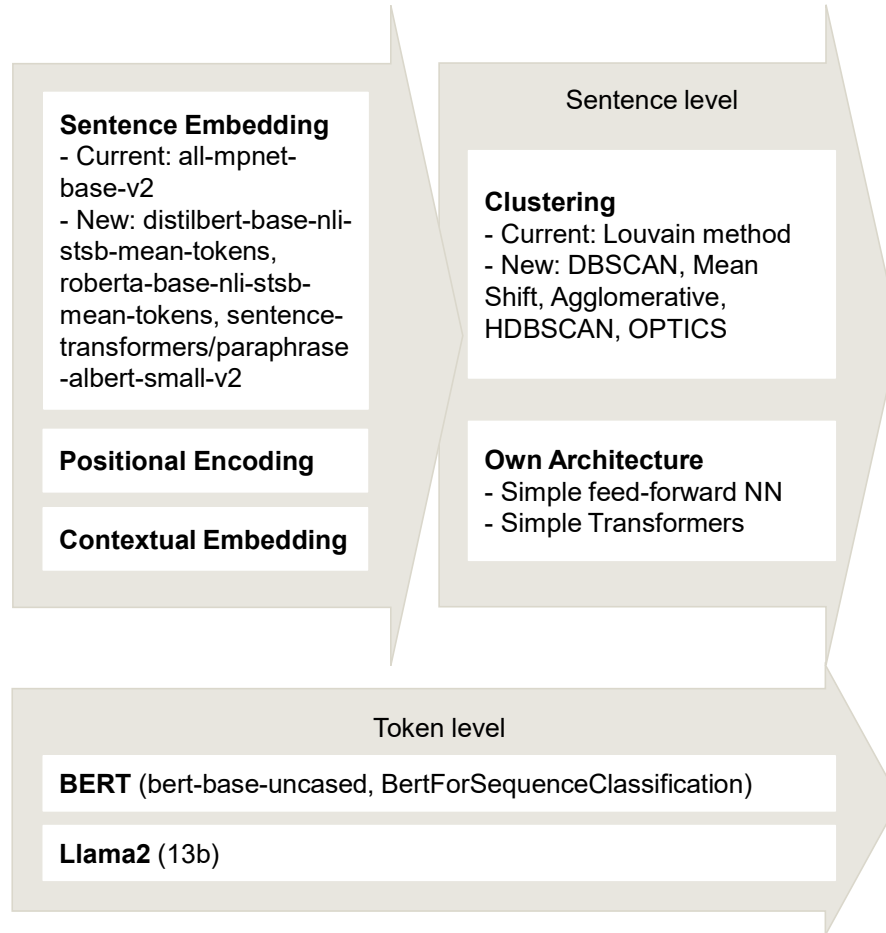 Sentence Embedding
- Current: all-mpnet-
base-v2
- New: distilbert-base-nli-
stsb-mean-tokens,
roberta-base-nli-stsb-
mean-tokens, sentence-
transformers/paraphrase
-albert-small-v2
Positional Encoding
Contextual Embedding
Sentence level
Clustering
- Current: Louvain method
- New: DBSCAN, Mean
Shift, Agglomerative,
HDBSCAN, OPTICS
Own Architecture
- Simple feed-forward NN
- Simple Transformers
Token level
BERT (bert-base-uncased, BertForSequenceClassification)
Llama2 (13b)